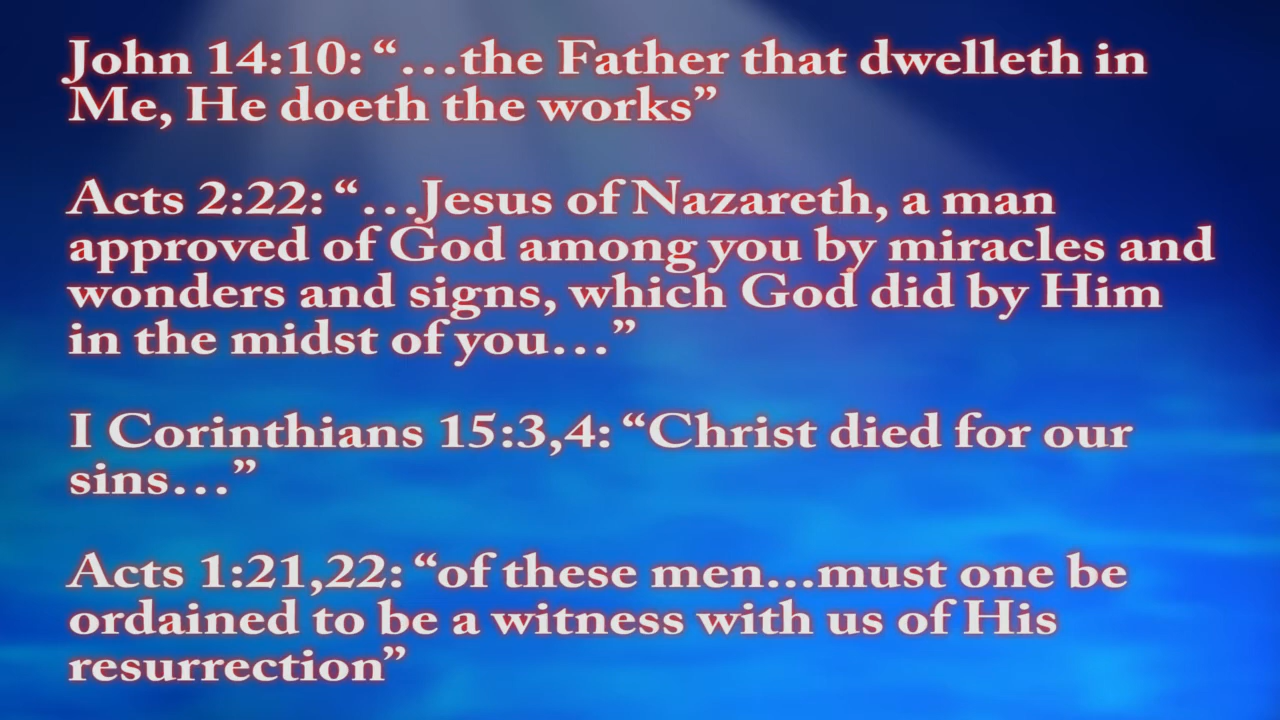 John 14:10: “…the Father that dwelleth in
Me, He doeth the works”
Acts 2:22: “…Jesus of Nazareth, a man
approved of God among you by miracles and
wonders and signs, which God did by Him
in the midst of you…”
I Corinthians 15:3,4: “Christ died for our
sins…”
Acts 1:21,22: “of these men...must one be
ordained to be a witness with us of His
resurrection”